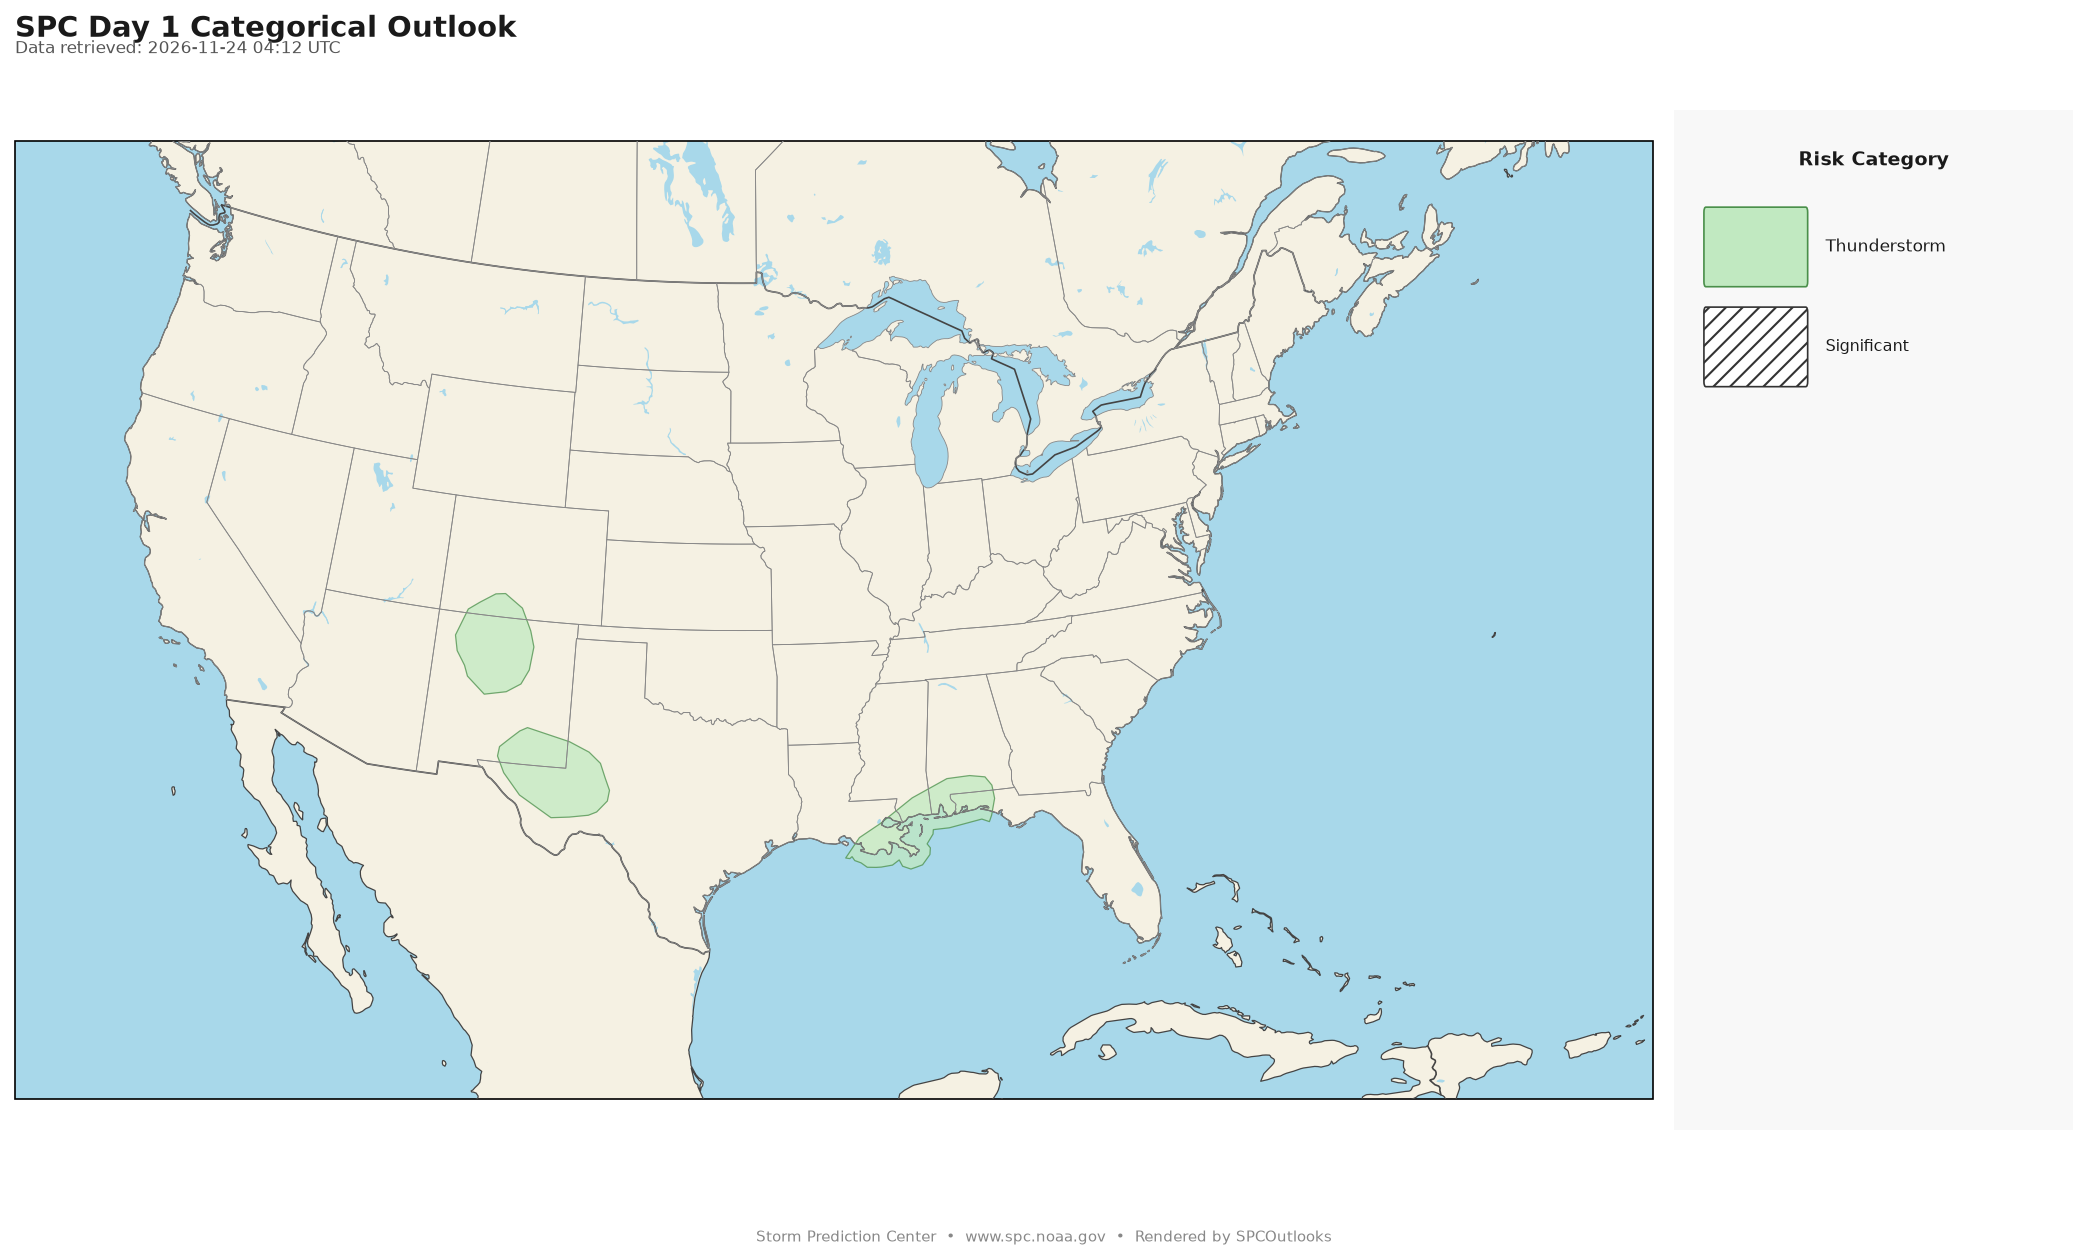 SPC Day 1 Categorical Outlook
Data retrieved: 2026-11-24 04:12 UTC
Risk Category
Thunderstorm
Significant
Storm Prediction Center • www.spc.noaa.gov • Rendered by SPCOutlooks